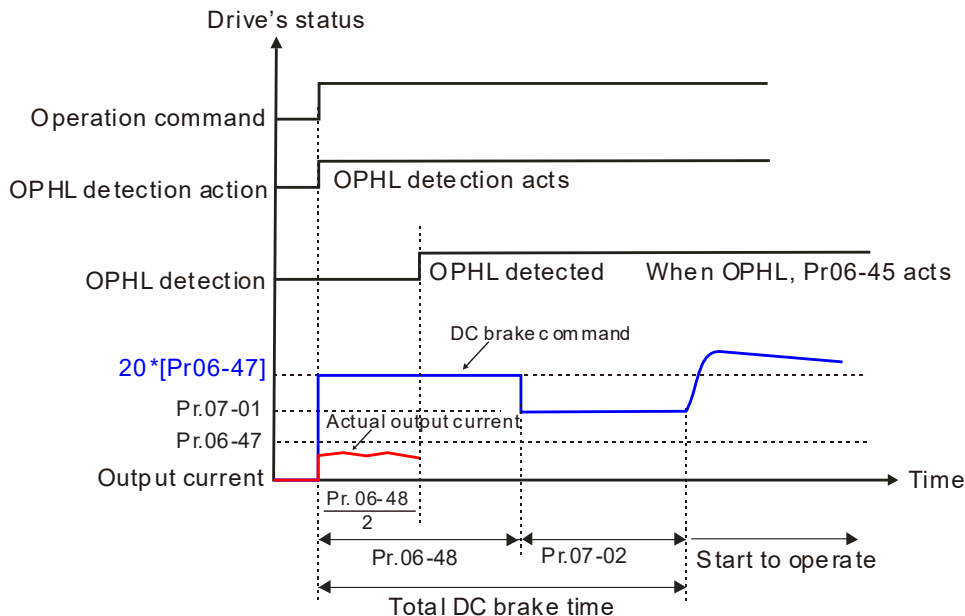 Drive's status
Operation command
OPHL detection action
OPHL detection acts
OPHL detection
OPHL detected
When OPHL, Pr06-45 acts
DC brake command
20*[Pr06-47]
Pr.07-01
Actual output current
Pr.06-47
Output current
Time
Pr. 06-48
2
Pr.06-48
Pr.07-02
Start to operate
Total DC brake time